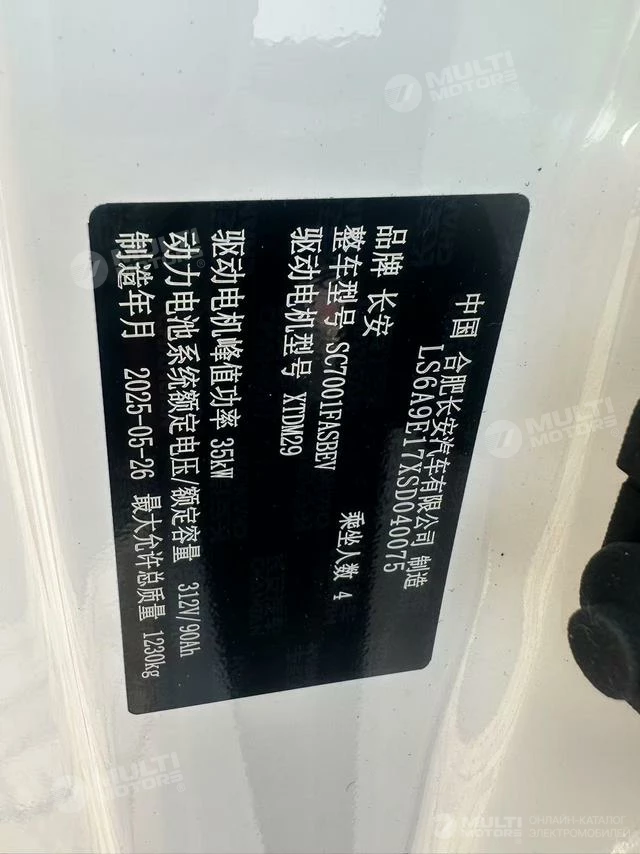 中国 合肥长安汽车有限公司 制造
LS6A9E17XSD040075
品牌 长安
整车型号 SC7001FASBEV 乘坐人数 4
驱动电机型号 XTDM29
驱动电机峰值功率 35kW
动力电池系统额定电压/额定容量 312V/90Ah
制造年月 2025-05-26 最大允许总质量 1230kg
MULTI
MOTORS
MULTI
MOTORS
MULTI
MOTORS
MULTI
MOTORS
MULTI
MOTORS
ОНЛАЙН-КАТАЛОГ
ЭЛЕКТРОМОБИЛЕЙ